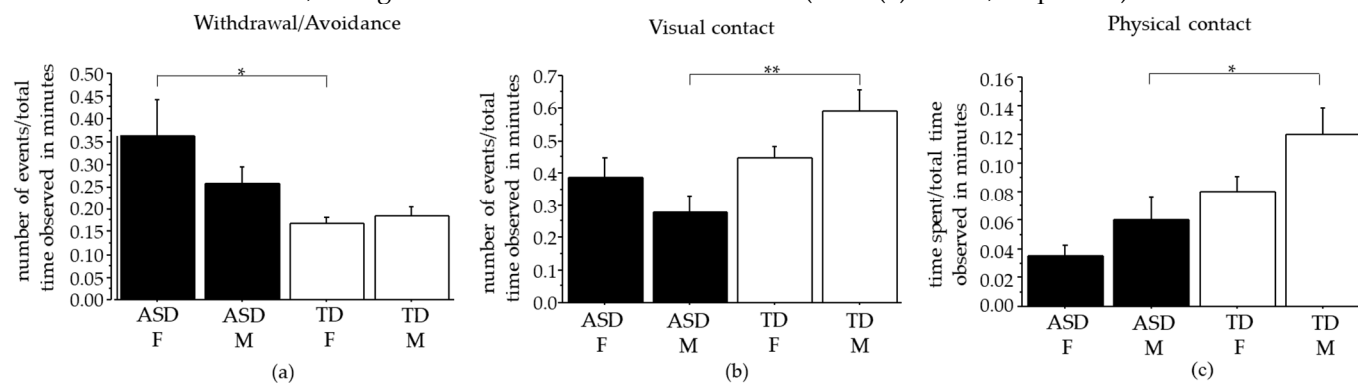 Withdrawal/Avoidance
number of events/total
time observed in minutes
0.50
0.45
0.40
0.35
0.30
0.25
0.20
0.15
0.10
0.05
0.00
*
ASD F
ASD M
TD F
TD M
(a)
Visual contact
number of events/total
time observed in minutes
0.7
0.6
0.5
0.4
0.3
0.2
0.1
0.0
**
ASD F
ASD M
TD F
TD M
(b)
Physical contact
time spent/total time
observed in minutes
0.16
0.14
0.12
0.10
0.08
0.06
0.04
0.02
0.00
*
ASD F
ASD M
TD F
TD M
(c)